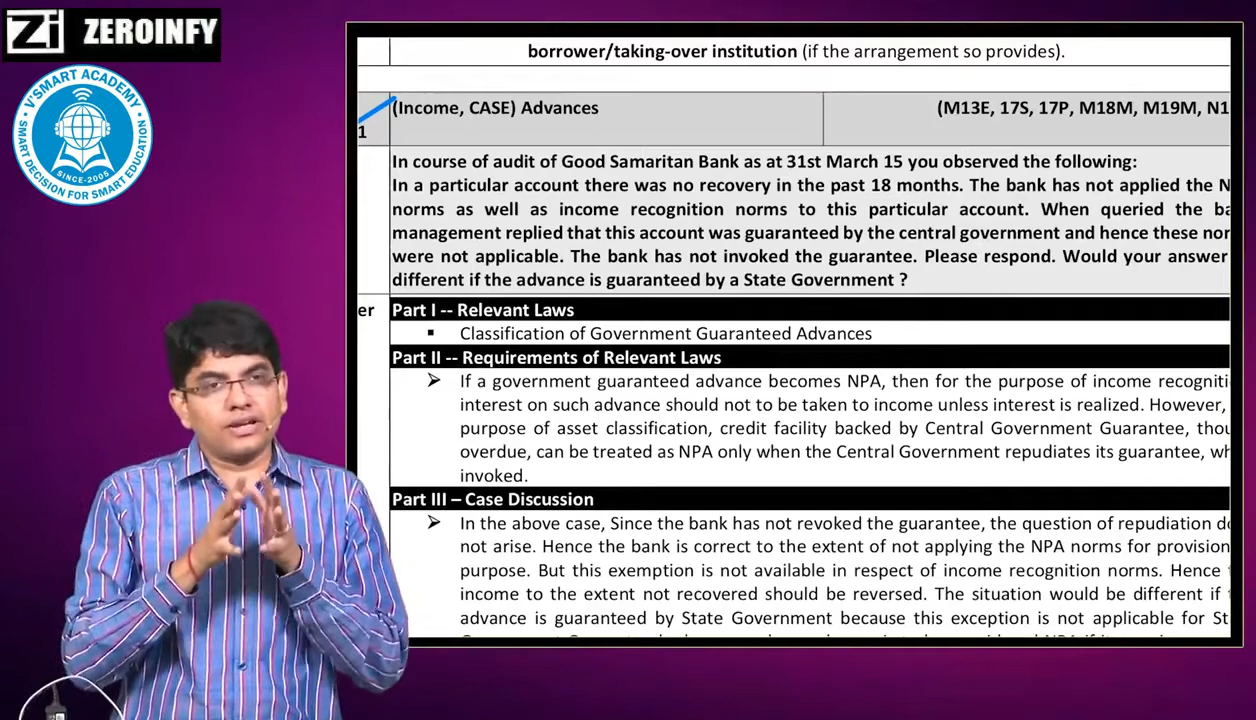 Zi ZEROINFY
V'SMART ACADEMY
SMART DECISION FOR SMART EDUCATION
SINCE-2005
borrower/taking-over institution (if the arrangement so provides).
1
(Income, CASE) Advances
(M13E, 17S, 17P, M18M, M19M, N1
In course of audit of Good Samaritan Bank as at 31st March 15 you observed the following:
In a particular account there was no recovery in the past 18 months. The bank has not applied the N
norms as well as income recognition norms to this particular account. When queried the ba
management replied that this account was guaranteed by the central government and hence these nor
were not applicable. The bank has not invoked the guarantee. Please respond. Would your answer
different if the advance is guaranteed by a State Government ?
er
Part I -- Relevant Laws
▪ Classification of Government Guaranteed Advances
Part II -- Requirements of Relevant Laws
➢ If a government guaranteed advance becomes NPA, then for the purpose of income recogniti
interest on such advance should not to be taken to income unless interest is realized. However,
purpose of asset classification, credit facility backed by Central Government Guarantee, thou
overdue, can be treated as NPA only when the Central Government repudiates its guarantee, wh
invoked.
Part III – Case Discussion
➢ In the above case, Since the bank has not revoked the guarantee, the question of repudiation do
not arise. Hence the bank is correct to the extent of not applying the NPA norms for provision
purpose. But this exemption is not available in respect of income recognition norms. Hence
income to the extent not recovered should be reversed. The situation would be different if
advance is guaranteed by State Government because this exception is not applicable for St